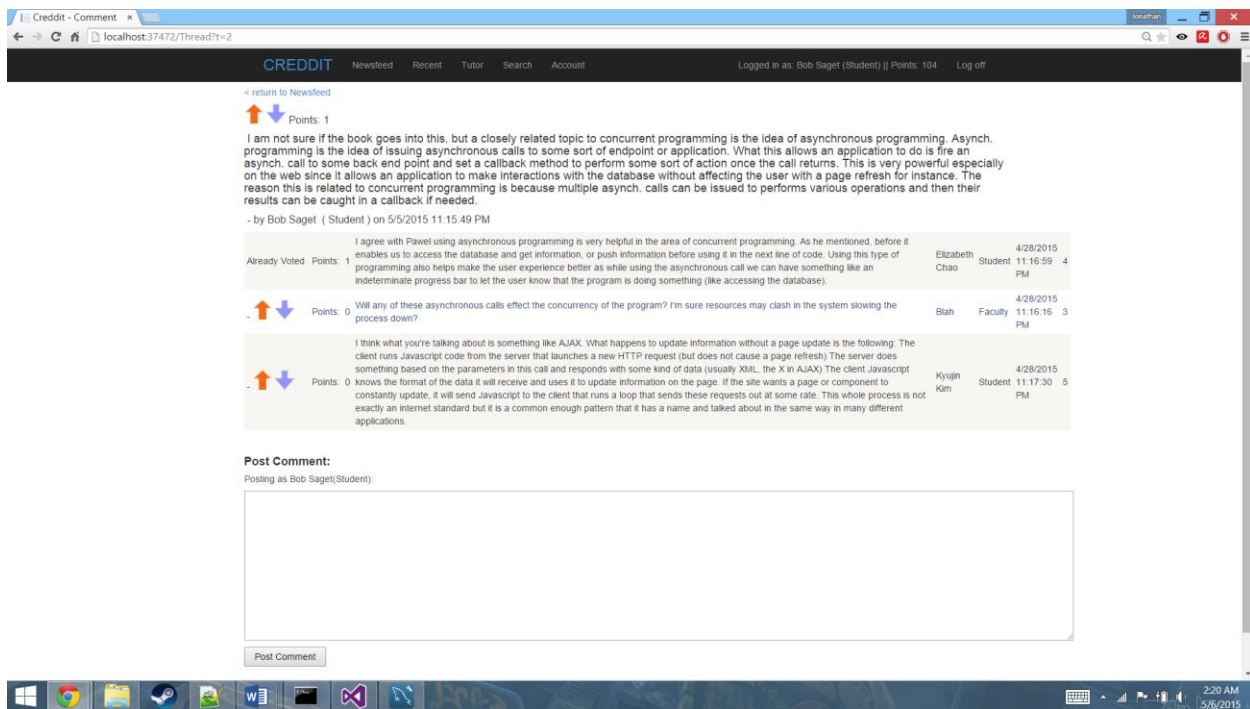 Creddit - Comment
Jonathan
localhost:37472/Thread?t=2
CREDDIT Newsfeed Recent Tutor Search Account Logged in as: Bob Saget (Student) || Points: 104 Log off
< return to Newsfeed
Points: 1
I am not sure if the book goes into this, but a closely related topic to concurrent programming is the idea of asynchronous programming. Asynch.
programming is the idea of issuing asynchronous calls to some sort of endpoint or application. What this allows an application to do is fire an
asynch. call to some back end point and set a callback method to perform some sort of action once the call returns. This is very powerful especially
on the web since it allows an application to make interactions with the database without affecting the user with a page refresh for instance. The
reason this is related to concurrent programming is because multiple asynch. calls can be issued to performs various operations and then their
results can be caught in a callback if needed.
- by Bob Saget ( Student ) on 5/5/2015 11:15:49 PM
Already Voted Points: 1
I agree with Pawel using asynchronous programming is very helpful in the area of concurrent programming. As he mentioned, before it
enables us to access the database and get information, or push information before using it in the next line of code. Using this type of
programming also helps make the user experience better as while using the asynchronous call we can have something like an
indeterminate progress bar to let the user know that the program is doing something (like accessing the database).
Elizabeth
Chao
Student
4/28/2015
11:16:59
PM
4
- Points: 0
Will any of these asynchronous calls effect the concurrency of the program? I'm sure resources may clash in the system slowing the
process down?
Blah
Faculty
4/28/2015
11:16:16
PM
3
- Points: 0
I think what you're talking about is something like AJAX. What happens to update information without a page update is the following: The
client runs Javascript code from the server that launches a new HTTP request (but does not cause a page refresh) The server does
something based on the parameters in this call and responds with some kind of data (usually XML, the X in AJAX) The client Javascript
knows the format of the data it will receive and uses it to update information on the page. If the site wants a page or component to
constantly update, it will send Javascript to the client that runs a loop that sends these requests out at some rate. This whole process is not
exactly an internet standard but it is a common enough pattern that it has a name and talked about in the same way in many different
applications.
Kyujin
Kim
Student
4/28/2015
11:17:30
PM
5
Post Comment:
Posting as Bob Saget(Student):
Post Comment
2:20 AM
5/6/2015